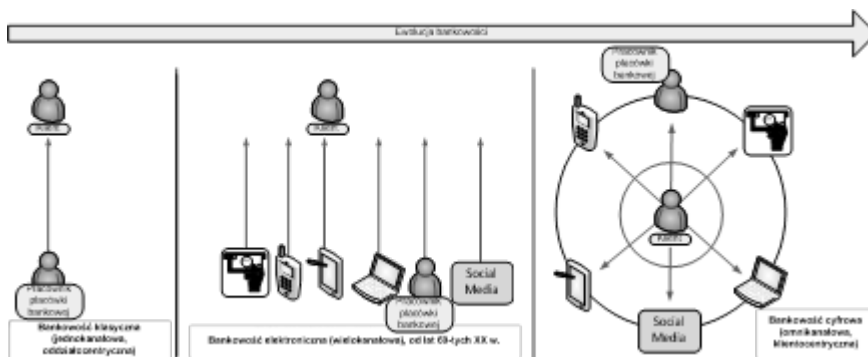 Ewolucja bankowości
Klient
Pracownik
placówki
bankowej
Bankowość klasyczna
(jednokanałowa,
oddziałocentryczna)
Klient
Social
Media
Pracownik
placówki
bankowej
Bankowość elektroniczna (wielokanałowa), od lat 60-tych XX w.
Pracownik
placówki
bankowej
Klient
Social
Media
Bankowość cyfrowa
(omnikanałowa,
klientocentryczna)